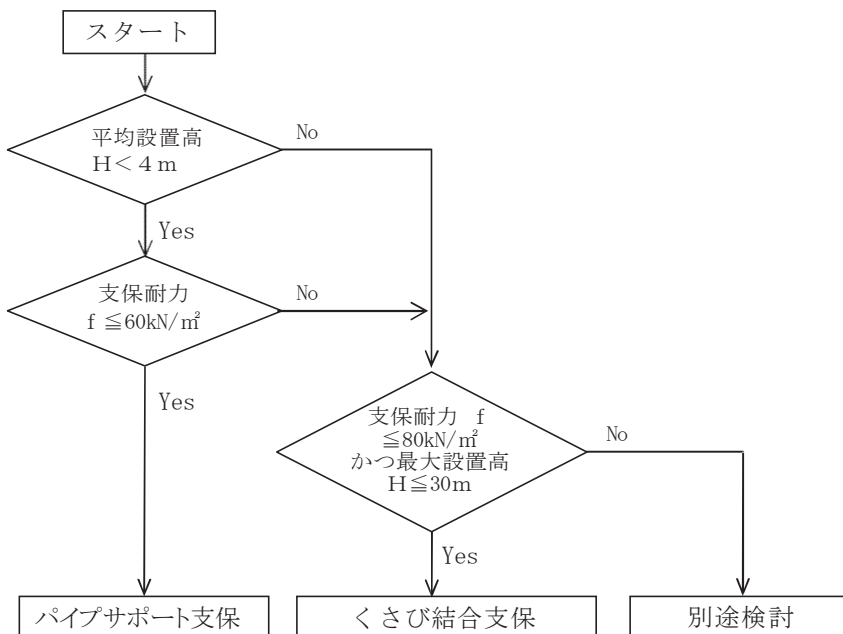 スタート
平均設置高
H<4m
No
Yes
支保耐力
f ≦60kN/㎡
No
Yes
支保耐力 f
≦80kN/㎡
かつ最大設置高
H≦30m
No
Yes
パイプサポート支保
くさび結合支保
別途検討